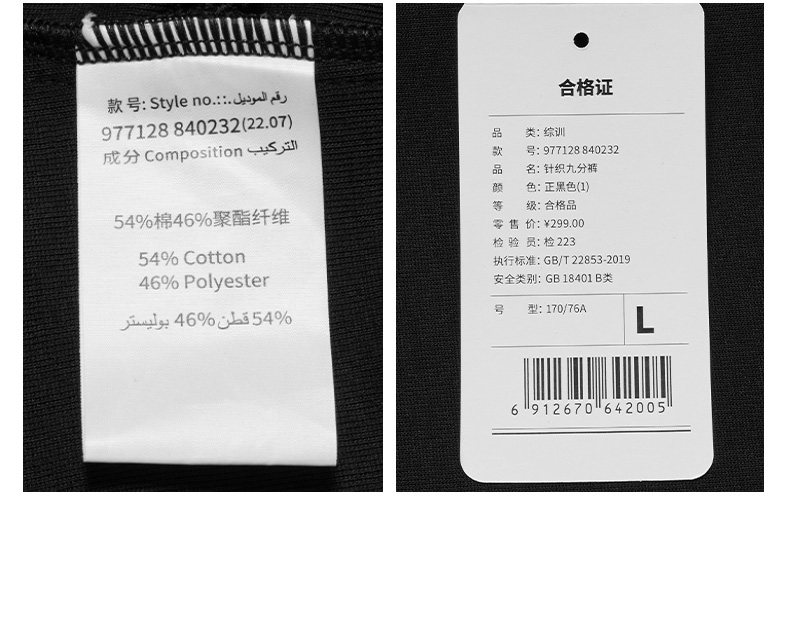 款号: Style no.::. رقم الموديل
977128 840232(22.07)
成分 Composition التركيب
54%棉46%聚酯纤维
54% Cotton
46% Polyester
54% قطن 46% بوليستر
合格证
品 类: 综训
款 号: 977128 840232
品 名: 针织九分裤
颜 色: 正黑色(1)
等 级: 合格品
零 售 价: ¥299.00
检 验 员: 检 223
执行标准: GB/T 22853-2019
安全类别: GB 18401 B类
号 型: 170/76A
L
6 912670 642005